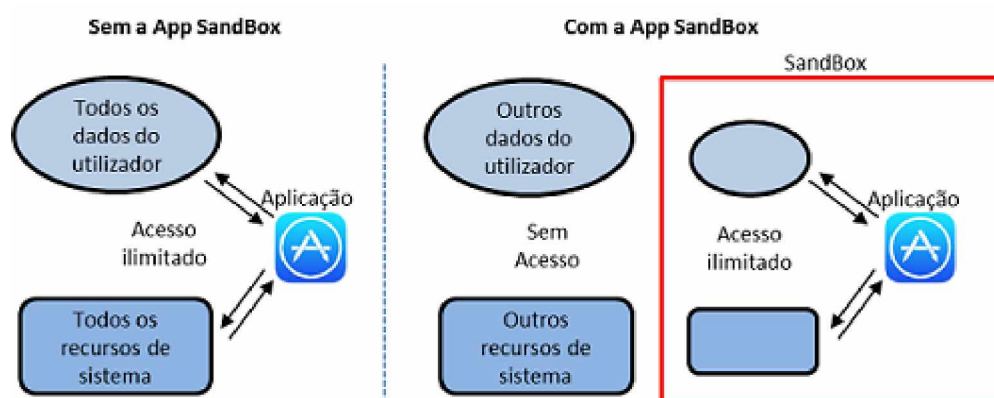 Sem a App SandBox
Todos os
dados do
utilizador
Aplicação
Acesso
ilimitado
Todos os
recursos de
sistema
Com a App SandBox
SandBox
Outros
dados do
utilizador
Sem
Acesso
Outros
recursos de
sistema
Aplicação
Acesso
ilimitado